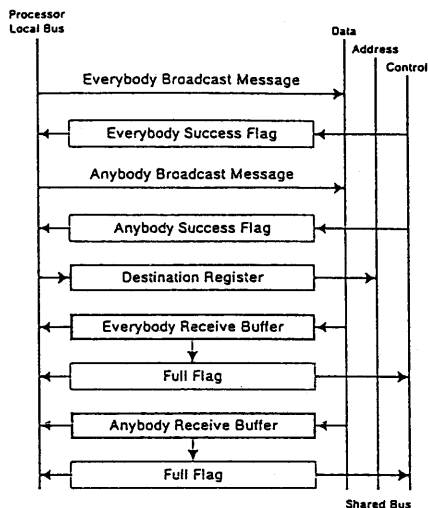 Processor
Local Bus
Data
Address
Control
Everybody Broadcast Message
Everybody Success Flag
Anybody Broadcast Message
Anybody Success Flag
Destination Register
Everybody Receive Buffer
Full Flag
Anybody Receive Buffer
Full Flag
Shared Bus